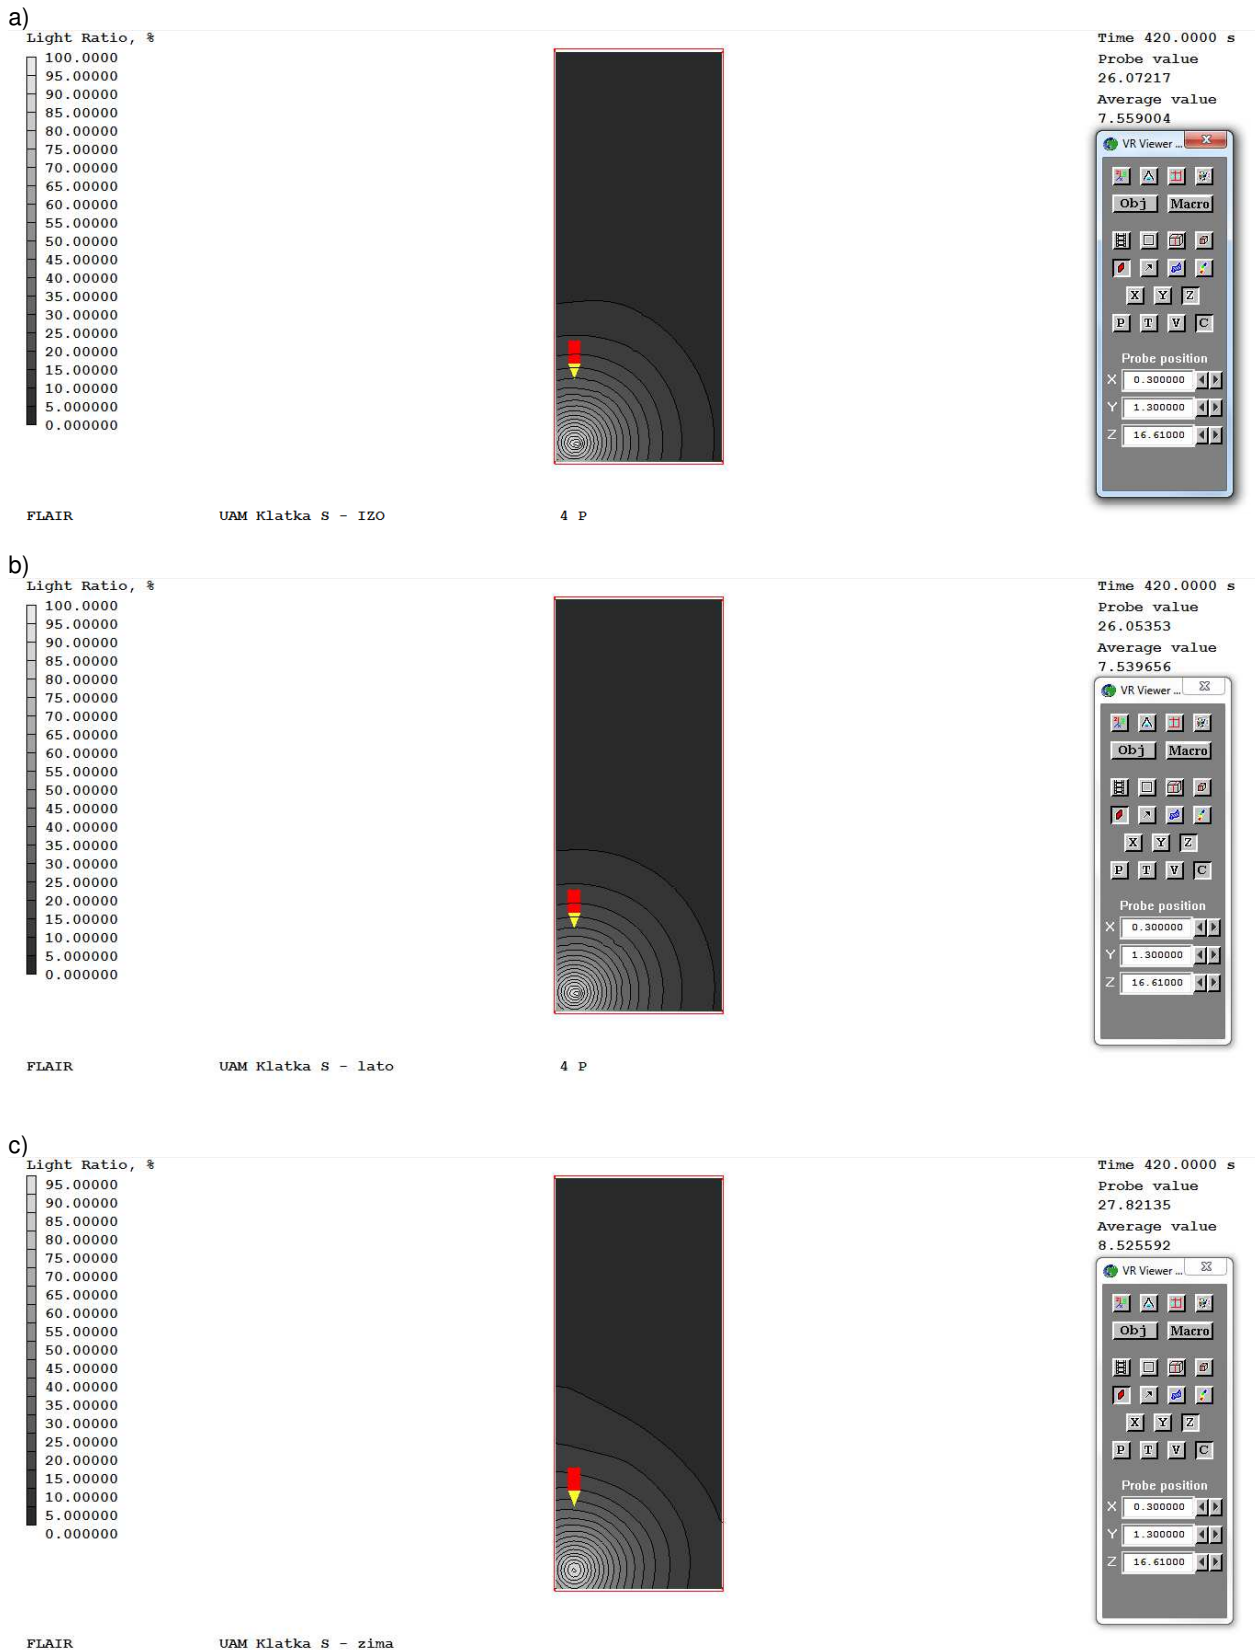 a)
Light Ratio, %
100.0000
95.00000
90.00000
85.00000
80.00000
75.00000
70.00000
65.00000
60.00000
55.00000
50.00000
45.00000
40.00000
35.00000
30.00000
25.00000
20.00000
15.00000
10.00000
5.000000
0.000000
Time 420.0000 s
Probe value
26.07217
Average value
7.559004
VR Viewer ...
Obj Macro
X Y Z
P T V C
Probe position
X 0.300000
Y 1.300000
Z 16.61000
FLAIR UAM Klatka S - IZO 4 P
b)
Light Ratio, %
100.0000
95.00000
90.00000
85.00000
80.00000
75.00000
70.00000
65.00000
60.00000
55.00000
50.00000
45.00000
40.00000
35.00000
30.00000
25.00000
20.00000
15.00000
10.00000
5.000000
0.000000
Time 420.0000 s
Probe value
26.05353
Average value
7.539656
VR Viewer ...
Obj Macro
X Y Z
P T V C
Probe position
X 0.300000
Y 1.300000
Z 16.61000
FLAIR UAM Klatka S - lato 4 P
c)
Light Ratio, %
95.00000
90.00000
85.00000
80.00000
75.00000
70.00000
65.00000
60.00000
55.00000
50.00000
45.00000
40.00000
35.00000
30.00000
25.00000
20.00000
15.00000
10.00000
5.000000
0.000000
Time 420.0000 s
Probe value
27.82135
Average value
8.525592
VR Viewer ...
Obj Macro
X Y Z
P T V C
Probe position
X 0.300000
Y 1.300000
Z 16.61000
FLAIR UAM Klatka S - zima